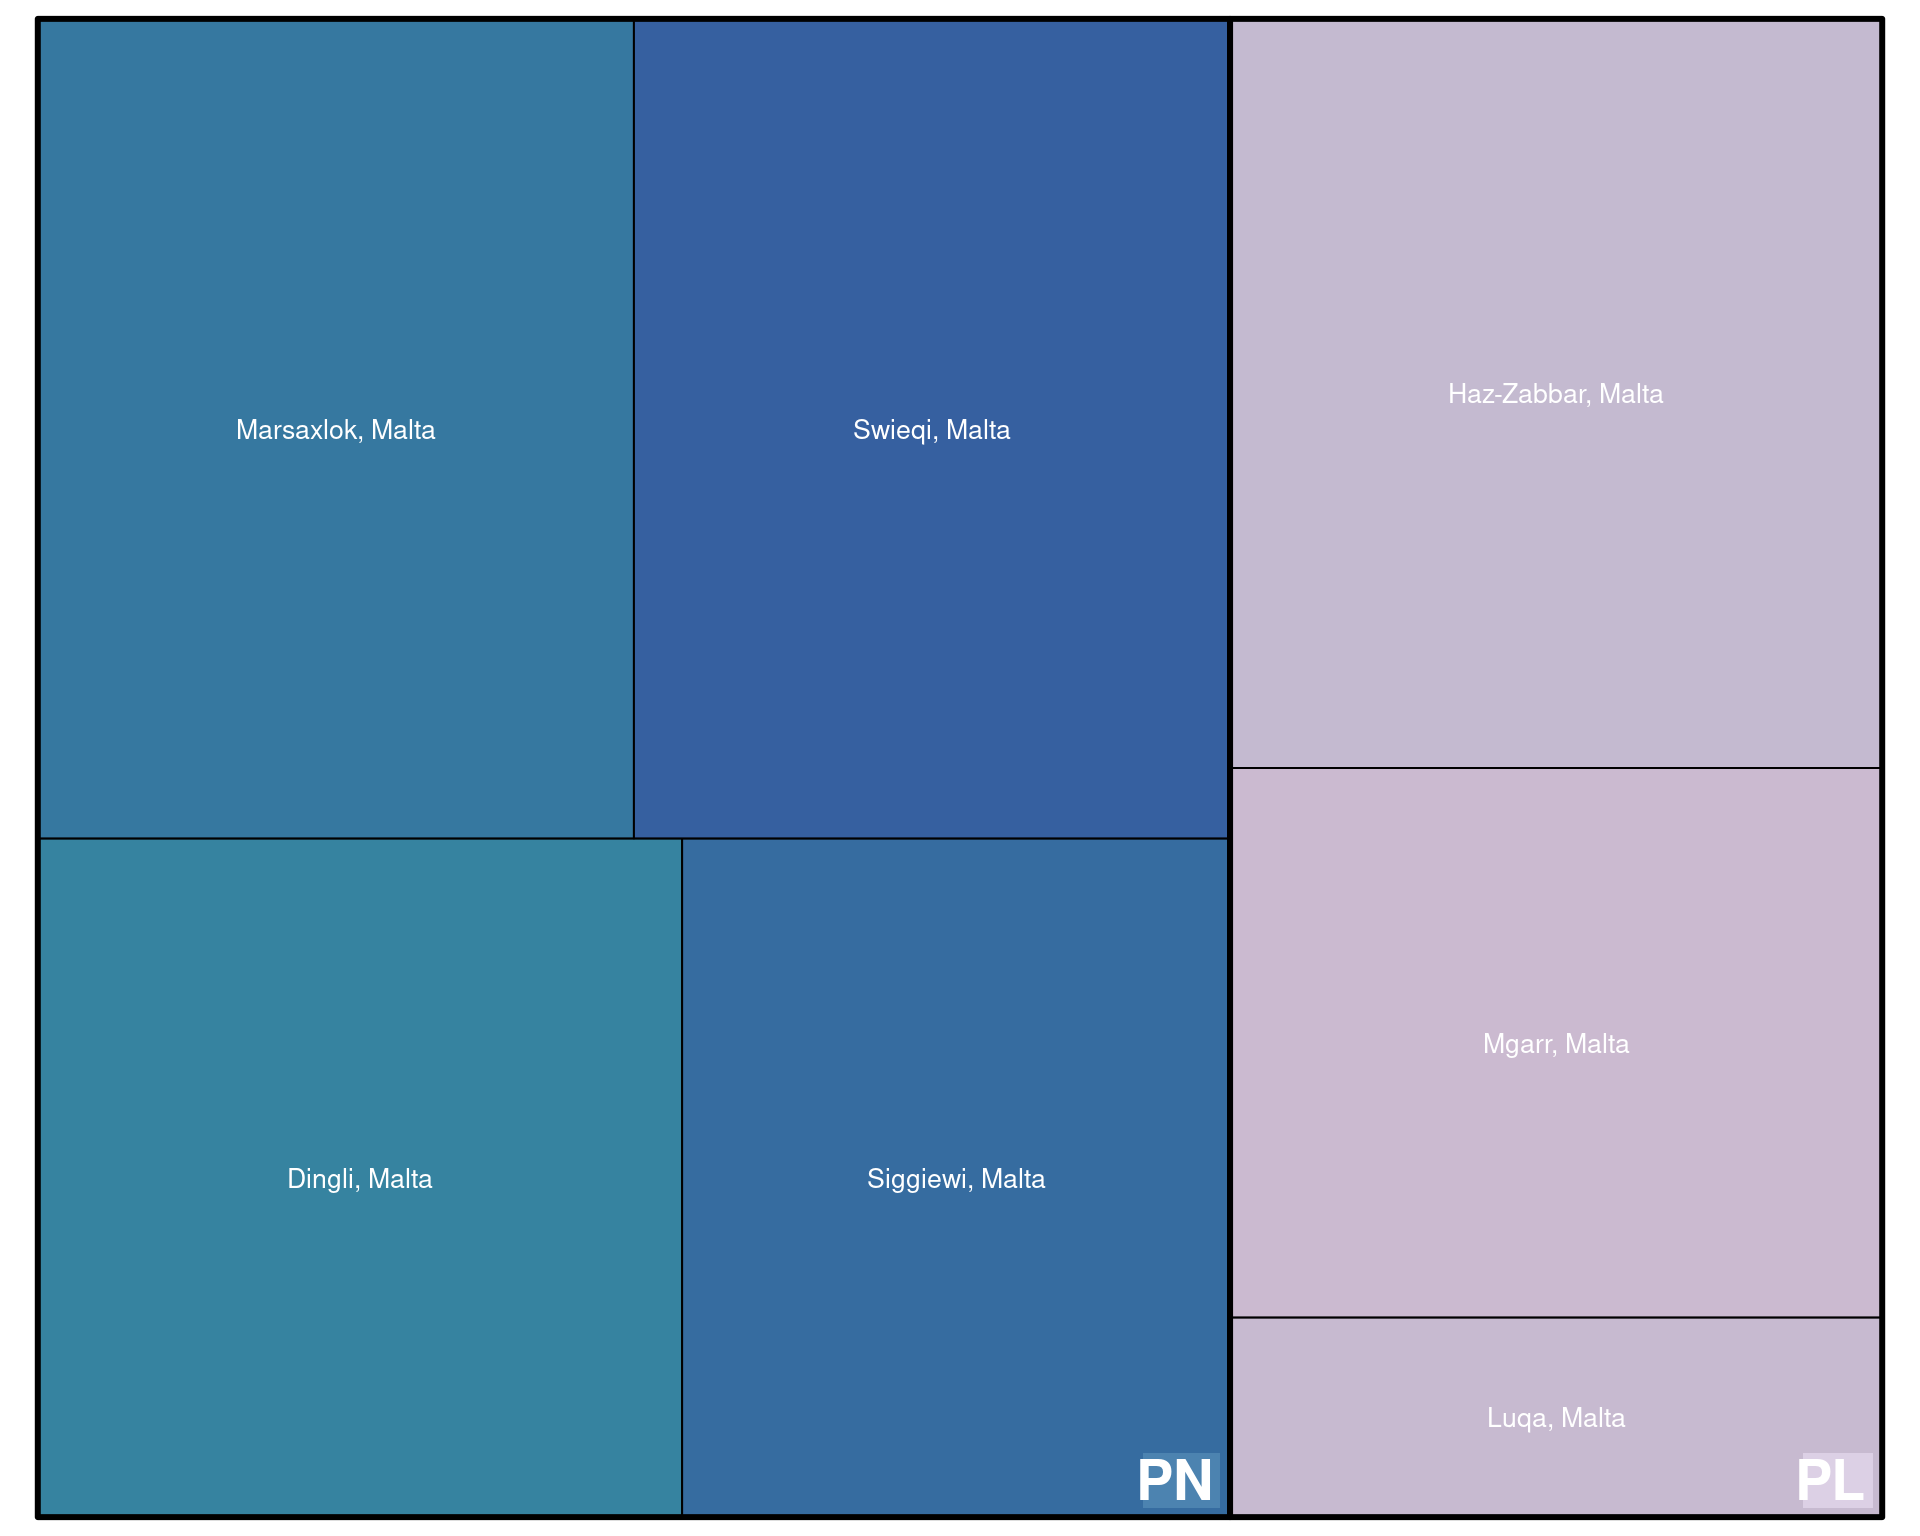 Marsaxlok, Malta
Swieqi, Malta
Haz-Zabbar, Malta
Mgarr, Malta
Dingli, Malta
Siggiewi, Malta
Luqa, Malta
PN
PL